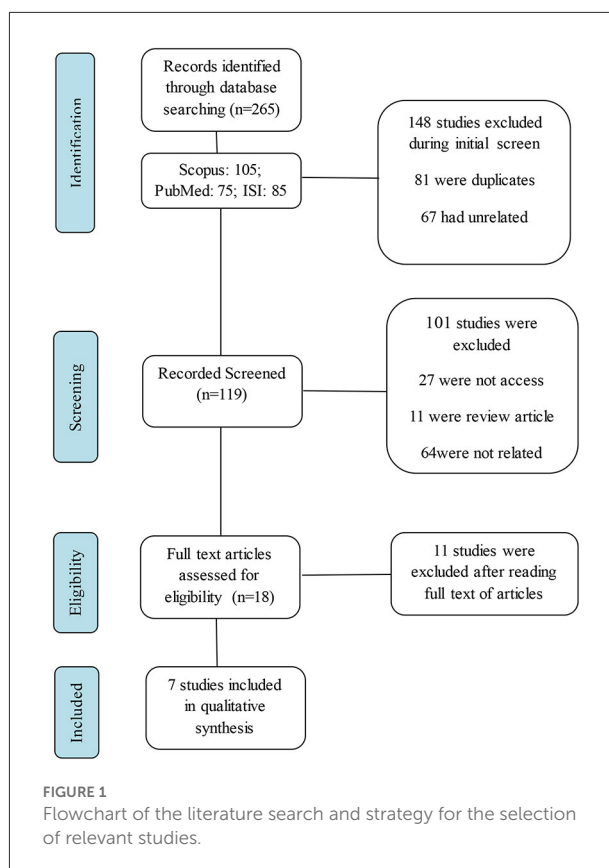 Identification
Records identified
through database
searching (n=265)
Scopus: 105;
PubMed: 75; ISI: 85
148 studies excluded
during initial screen
81 were duplicates
67 had unrelated
Screening
Recorded Screened
(n=119)
101 studies were
excluded
27 were not access
11 were review article
64were not related
Eligibility
Full text articles
assessed for
eligibility (n=18)
11 studies were
excluded after reading
full text of articles
Included
7 studies included
in qualitative
synthesis
FIGURE 1
Flowchart of the literature search and strategy for the selection
of relevant studies.